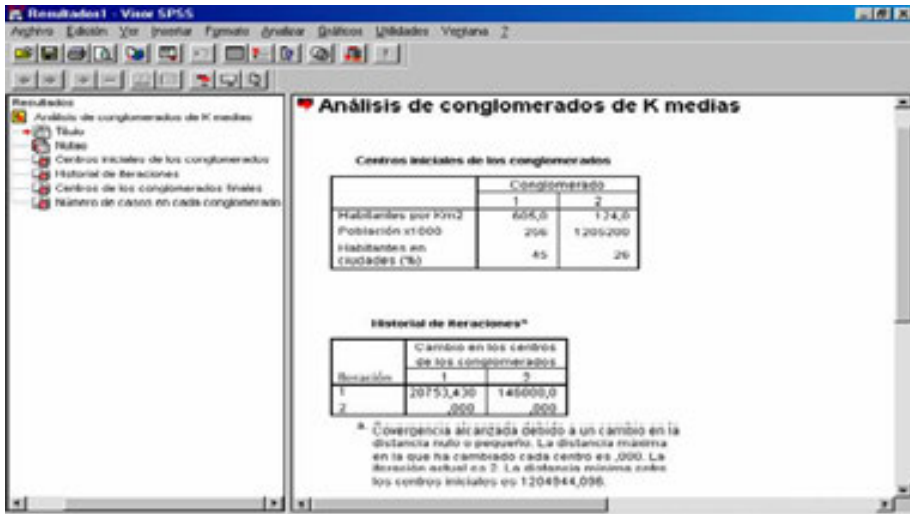 Resultados1 - Visor SPSS
Archivo Edición Ver Insertar Formato Analizar Gráficos Utilidades Ventana ?
Resultados
Análisis de conglomerados de K medias
Título
Notas
Centros iniciales de los conglomerados
Historial de iteraciones
Centros de los conglomerados finales
Número de casos en cada conglomerado
Análisis de conglomerados de K medias
Centros iniciales de los conglomerados
Conglomerado
1 2
Habitantes por Km2 605,0 124,0
Población x1000 256 1205200
Habitantes en
ciudades (%) 45 26
Historial de iteraciones a
Cambio en los centros
de los conglomerados
Iteración 1 2
1 20753,430 146000,0
2 ,000 ,000
a. Covergencia alcanzada debido a un cambio en la
distancia nulo o pequeño. La distancia máxima
en la que ha cambiado cada centro es ,000. La
iteración actual es 2. La distancia mínima entre
los centros iniciales es 1204944,096.